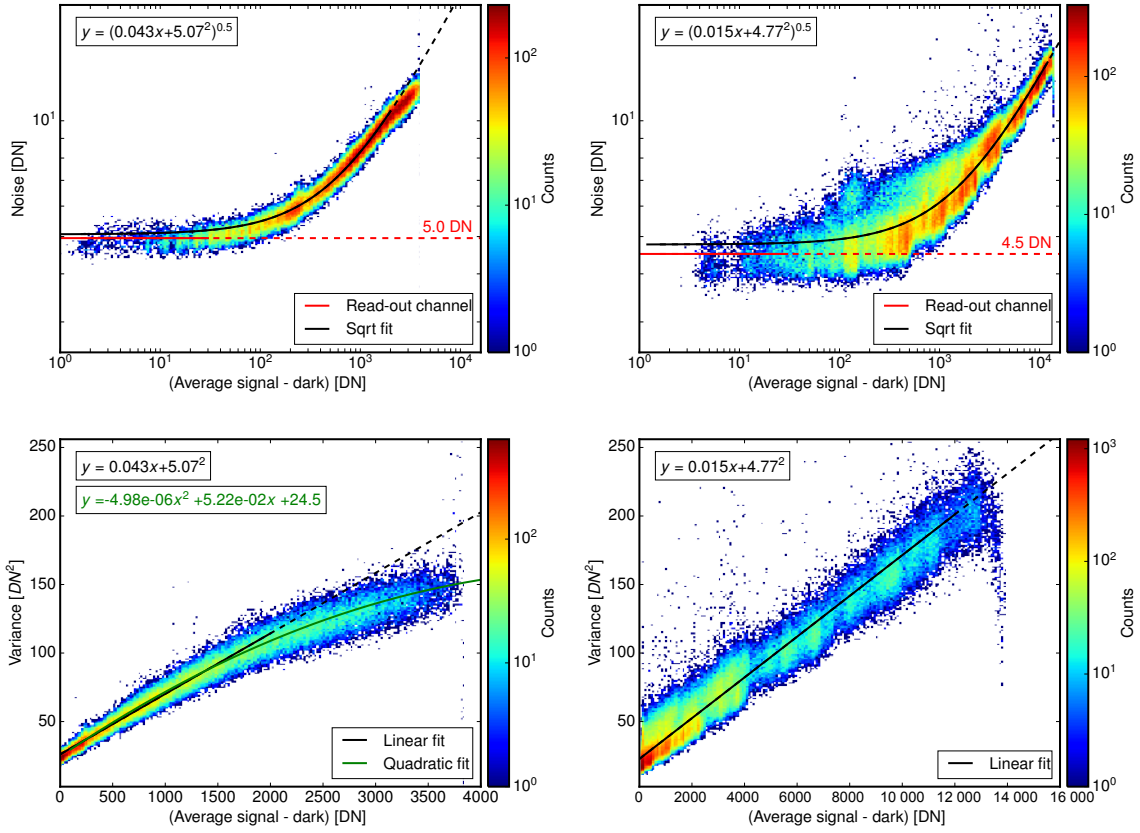 y = (0.043x+5.07²)^0.5
10¹
Noise [DN]
5.0 DN
Read-out channel
Sqrt fit
10⁰ 10¹ 10² 10³ 10⁴
(Average signal - dark) [DN]
10²
10¹
10⁰
Counts
y = (0.015x+4.77²)^0.5
10¹
Noise [DN]
4.5 DN
Read-out channel
Sqrt fit
10⁰ 10¹ 10² 10³ 10⁴
(Average signal - dark) [DN]
10²
10¹
10⁰
Counts
250
200
150
100
50
Variance [DN²]
y = 0.043x+5.07²
y =-4.98e-06x² +5.22e-02x +24.5
Linear fit
Quadratic fit
0 500 1000 1500 2000 2500 3000 3500 4000
(Average signal - dark) [DN]
10²
10¹
10⁰
Counts
250
200
150
100
50
Variance [DN²]
y = 0.015x+4.77²
Linear fit
0 2000 4000 6000 8000 10 000 12 000 14 000 16 000
(Average signal - dark) [DN]
10³
10²
10¹
10⁰
Counts